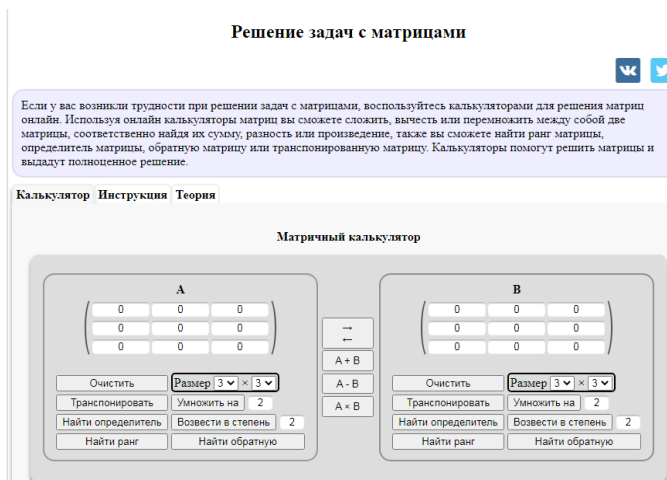 Решение задач с матрицами
Если у вас возникли трудности при решении задач с матрицами, воспользуйтесь калькуляторами для решения матриц
онлайн. Используя онлайн калькуляторы матриц вы сможете сложить, вычесть или перемножить между собой две
матрицы, соответственно найдя их сумму, разность или произведение, также вы сможете найти ранг матрицы,
определитель матрицы, обратную матрицу или транспонированную матрицу. Калькуляторы помогут решить матрицы и
выдадут полноценное решение.
Калькулятор Инструкция Теория
Матричный калькулятор
A B
0 0 0 0 0 0
0 0 0 → 0 0 0
0 0 0 ← 0 0 0
A + B
Очистить Размер 3 × 3 A - B Очистить Размер 3 × 3
Транспонировать Умножить на 2 A × B Транспонировать Умножить на 2
Найти определитель Возвести в степень 2 Найти определитель Возвести в степень 2
Найти ранг Найти обратную Найти ранг Найти обратную